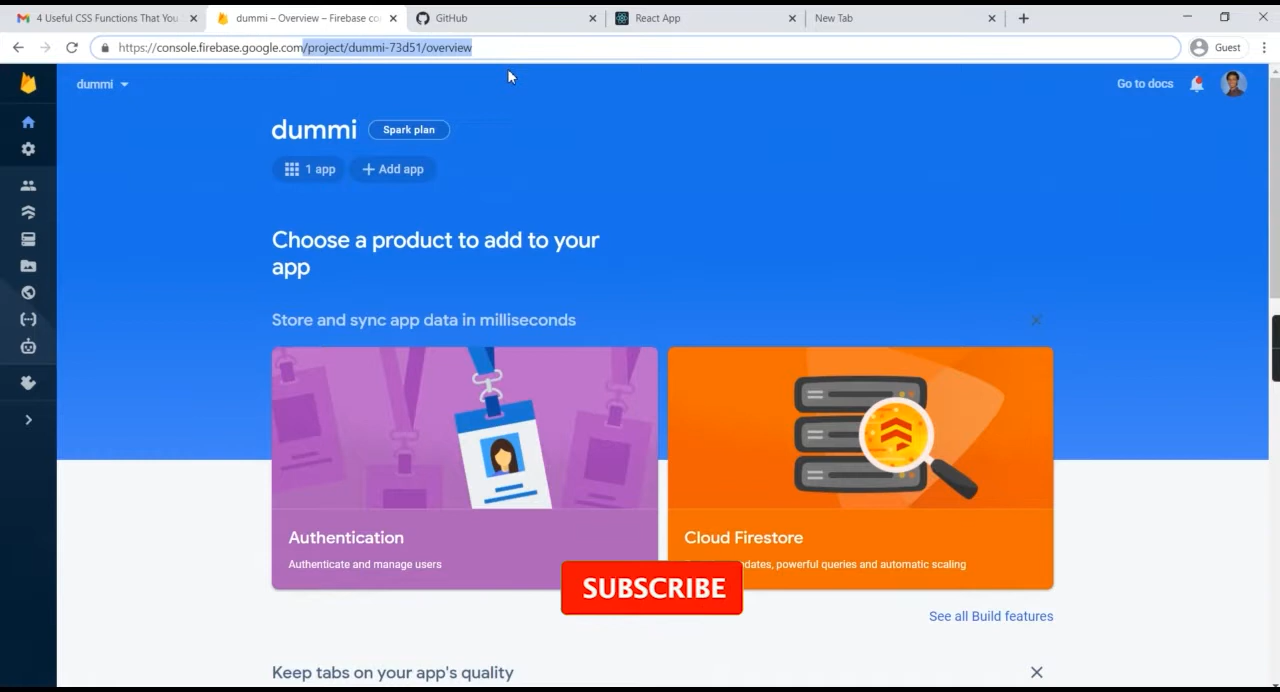 4 Useful CSS Functions That You
dummi – Overview – Firebase co
GitHub
React App
New Tab
https://console.firebase.google.com/project/dummi-73d51/overview
Guest
dummi
Go to docs
dummi
Spark plan
1 app
Add app
Choose a product to add to your
app
Store and sync app data in milliseconds
Authentication
Authenticate and manage users
Cloud Firestore
powerful queries and automatic scaling
SUBSCRIBE
See all Build features
Keep tabs on your app's quality